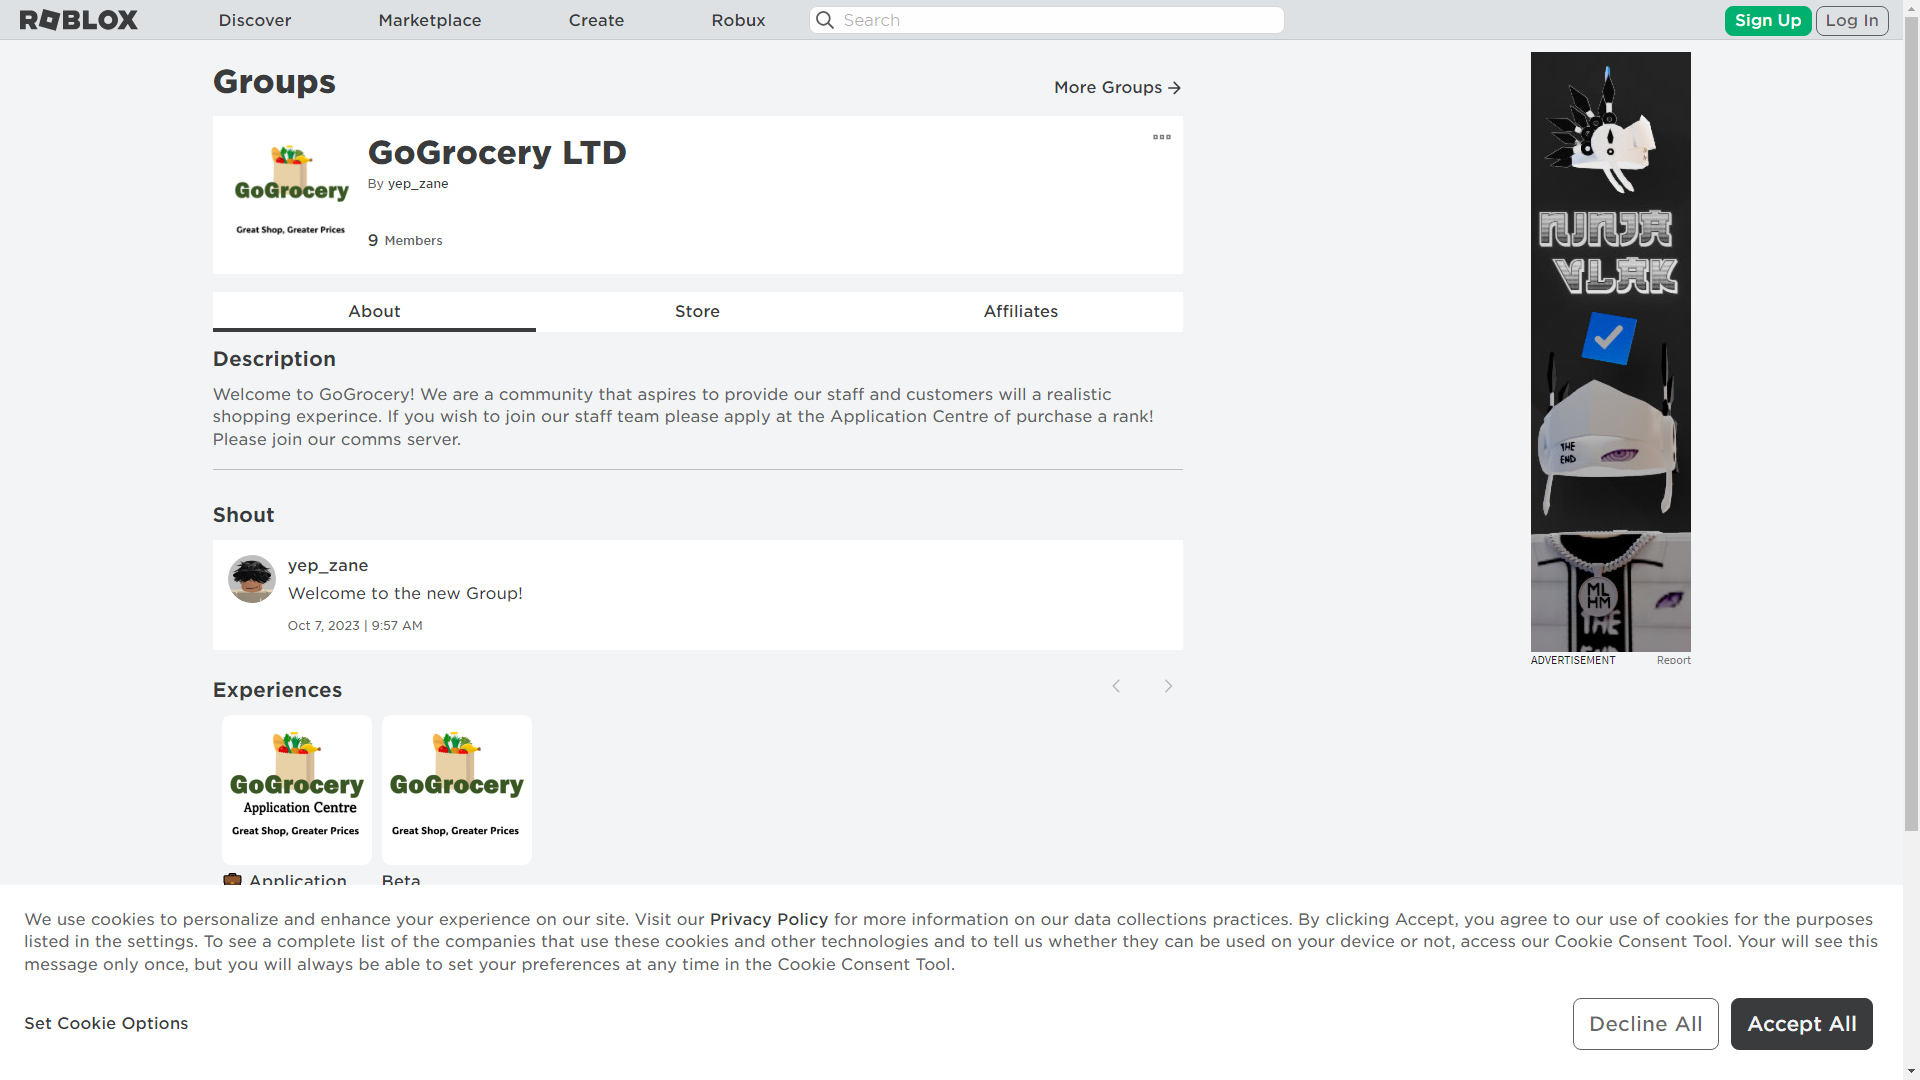 ROBLOX
Discover
Marketplace
Create
Robux
Search
Sign Up
Log In
Groups
More Groups
GoGrocery
Great Shop, Greater Prices
GoGrocery LTD
By yep_zane
9 Members
About
Store
Affiliates
Description
Welcome to GoGrocery! We are a community that aspires to provide our staff and customers will a realistic
shopping experince. If you wish to join our staff team please apply at the Application Centre of purchase a rank!
Please join our comms server.
Shout
yep_zane
Welcome to the new Group!
Oct 7, 2023 | 9:57 AM
Experiences
GoGrocery
Application Centre
Great Shop, Greater Prices
GoGrocery
Great Shop, Greater Prices
Application
Beta
NINJA
VLAK
THE
END
ML
HM
THE
END
ADVERTISEMENT
Report
We use cookies to personalize and enhance your experience on our site. Visit our Privacy Policy for more information on our data collections practices. By clicking Accept, you agree to our use of cookies for the purposes
listed in the settings. To see a complete list of the companies that use these cookies and other technologies and to tell us whether they can be used on your device or not, access our Cookie Consent Tool. Your will see this
message only once, but you will always be able to set your preferences at any time in the Cookie Consent Tool.
Set Cookie Options
Decline All
Accept All